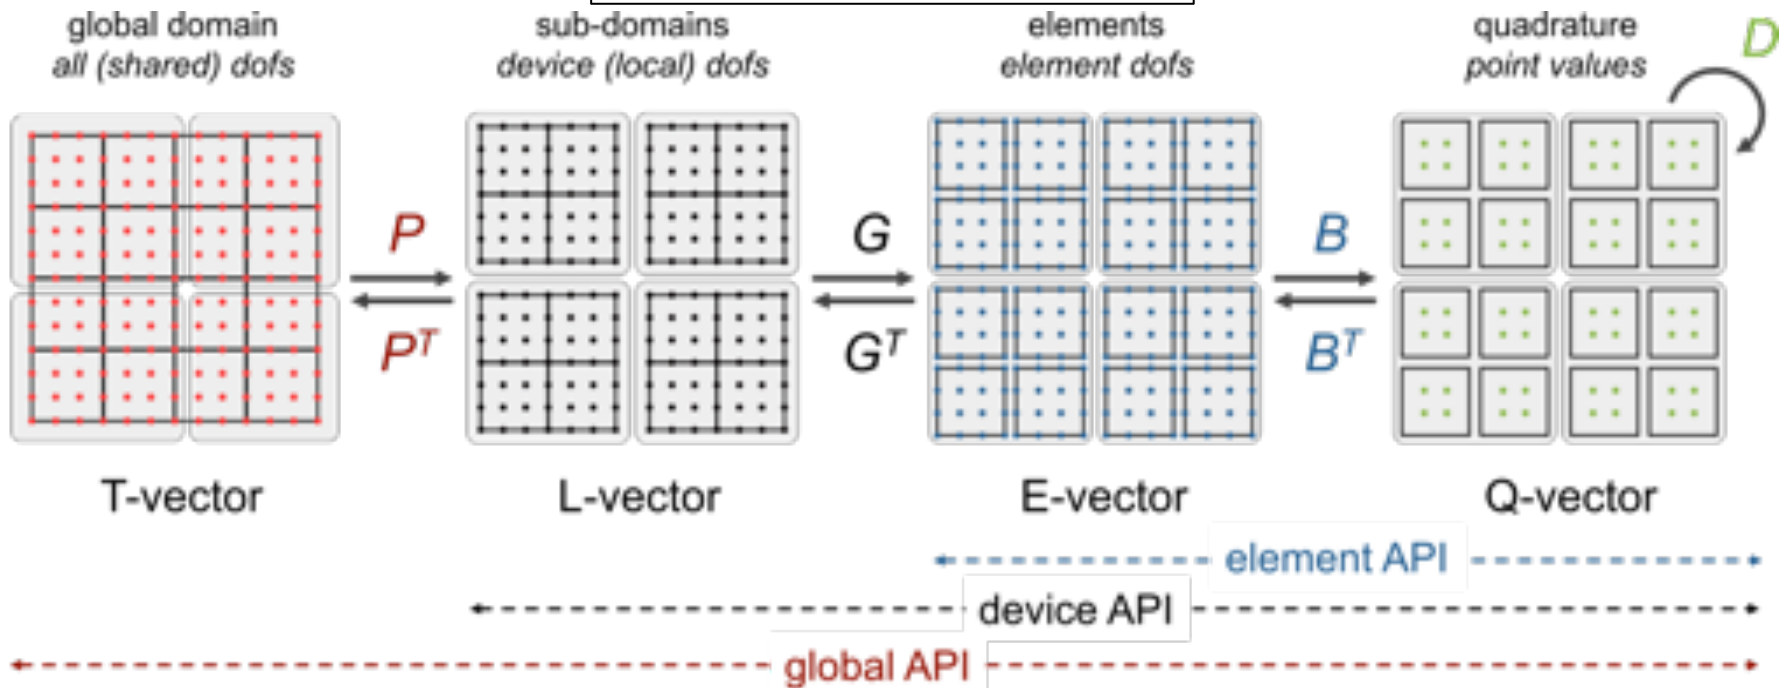 global domain
all (shared) dofs
sub-domains
device (local) dofs
elements
element dofs
quadrature
point values
D
P
P^T
G
G^T
B
B^T
T-vector
L-vector
E-vector
Q-vector
element API
device API
global API